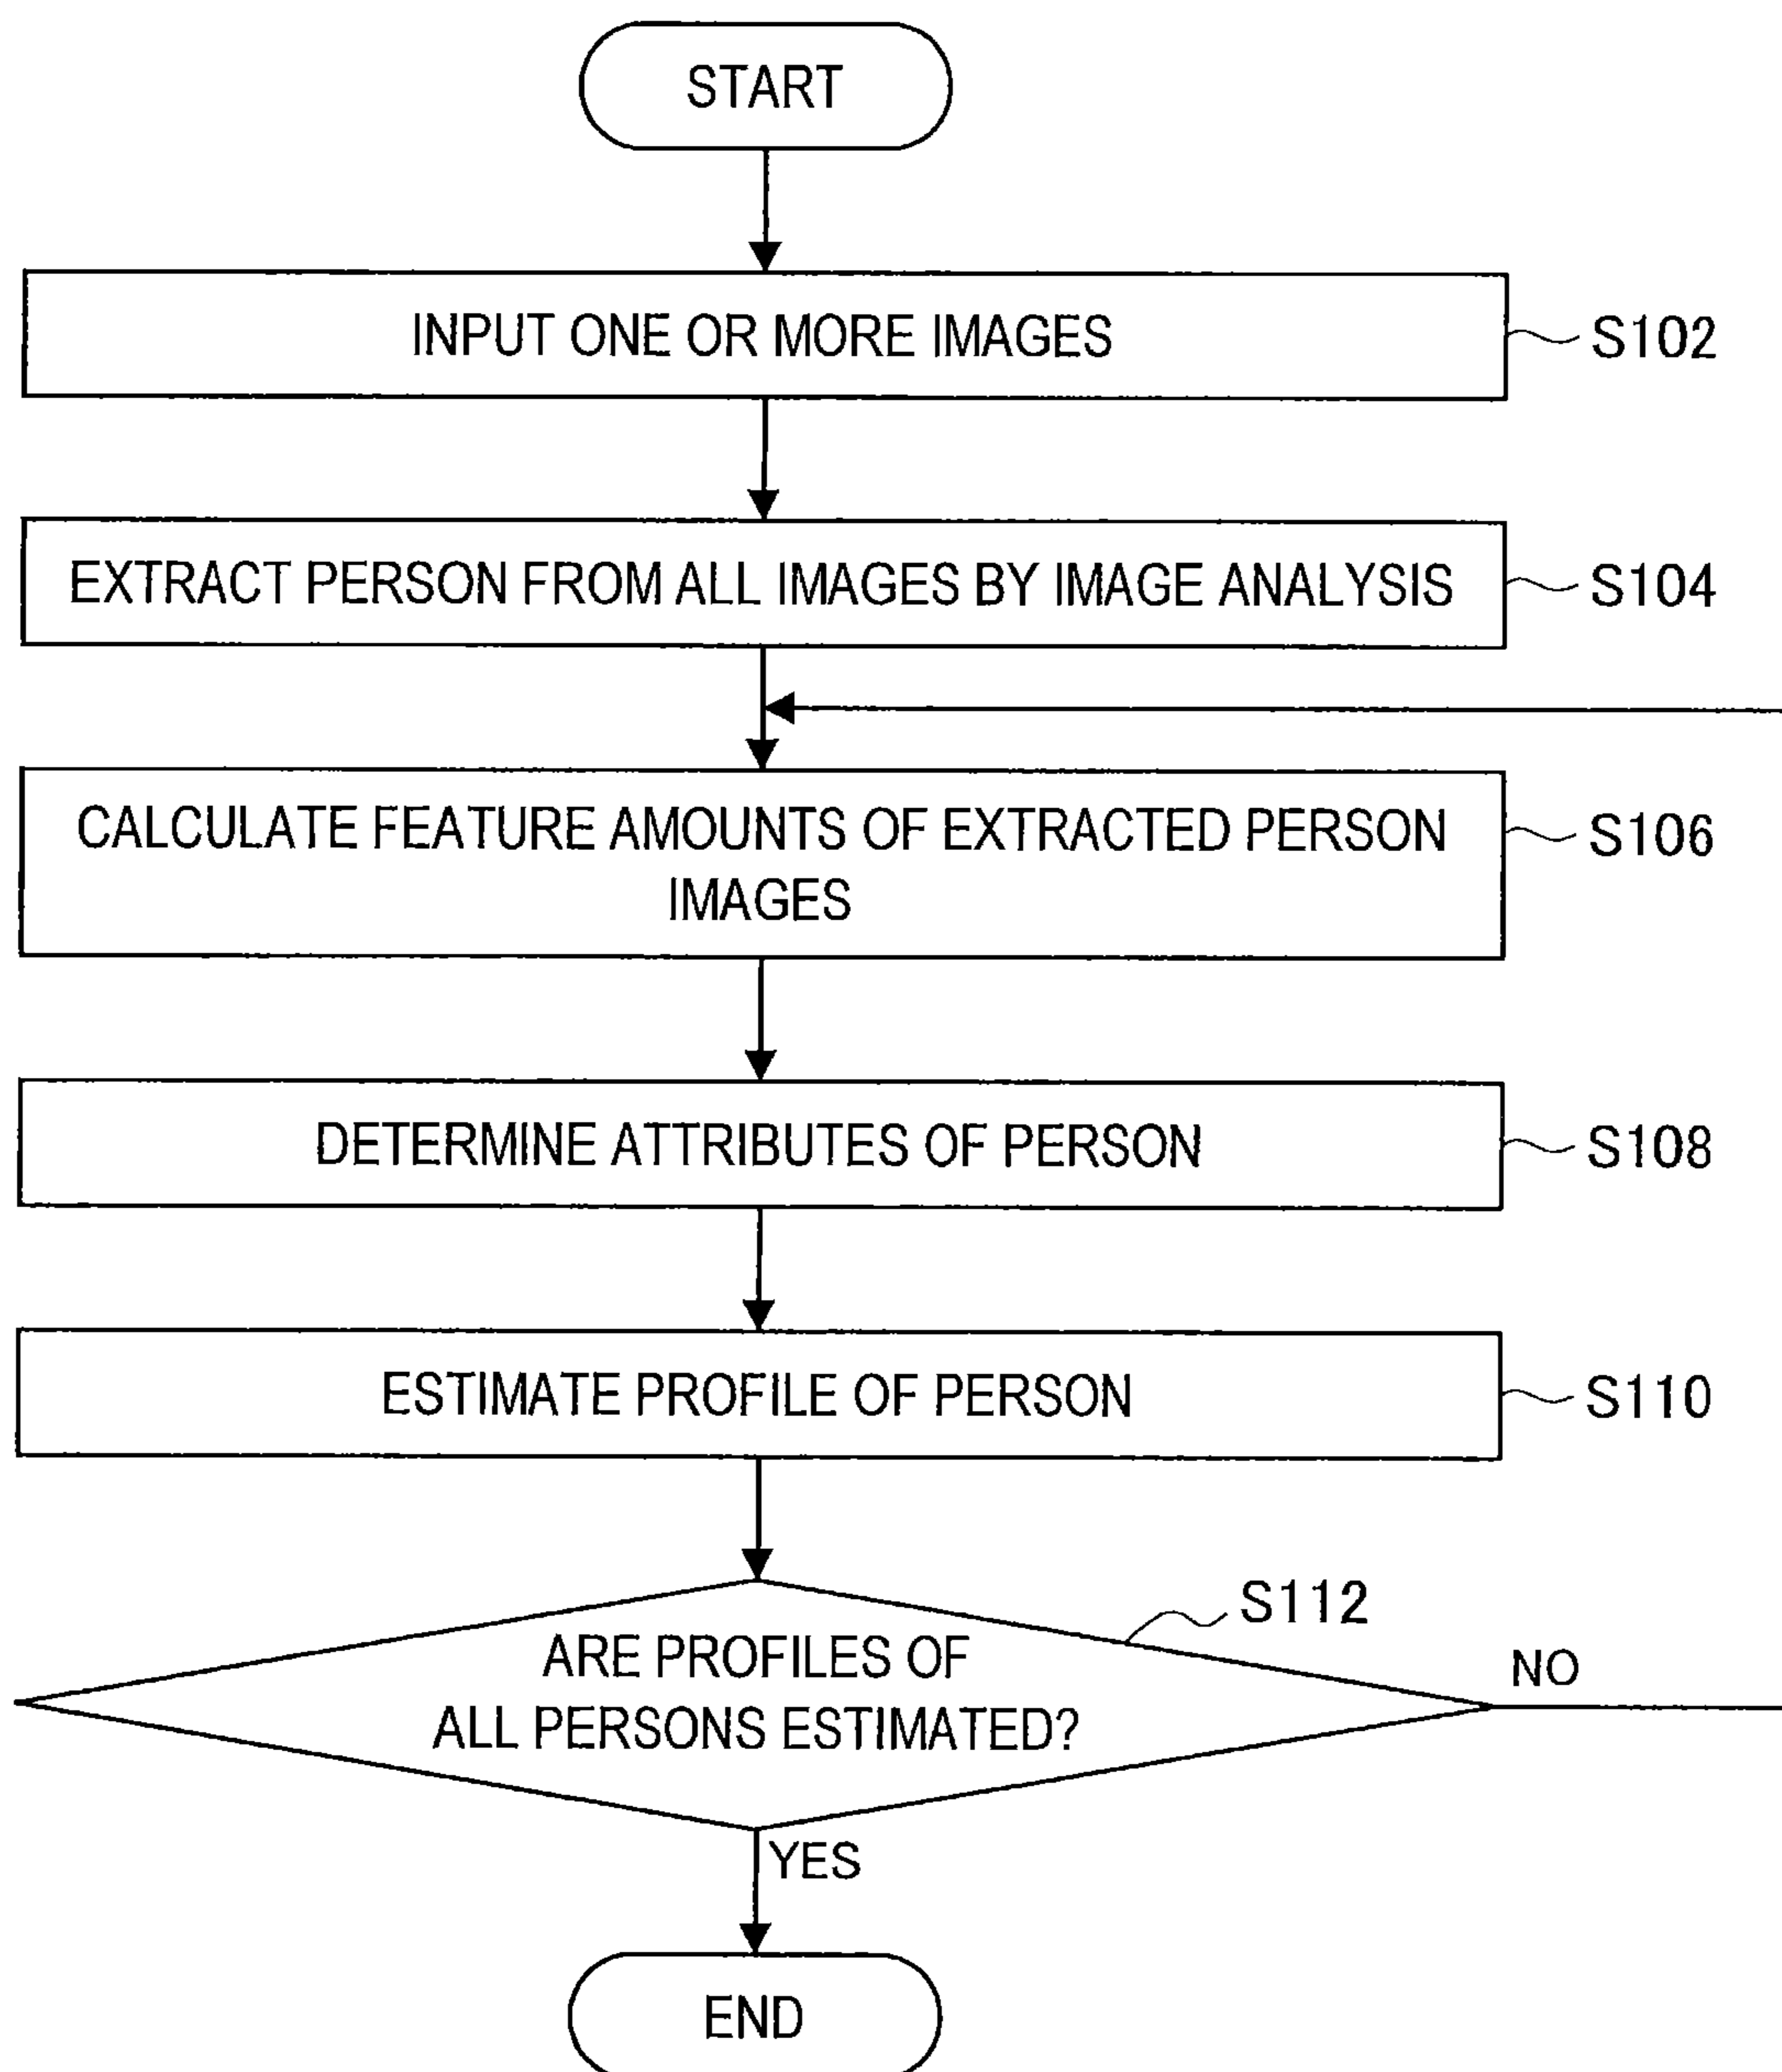 START
INPUT ONE OR MORE IMAGES
S102
EXTRACT PERSON FROM ALL IMAGES BY IMAGE ANALYSIS
S104
CALCULATE FEATURE AMOUNTS OF EXTRACTED PERSON
IMAGES
S106
DETERMINE ATTRIBUTES OF PERSON
S108
ESTIMATE PROFILE OF PERSON
S110
ARE PROFILES OF
ALL PERSONS ESTIMATED?
S112
NO
YES
END